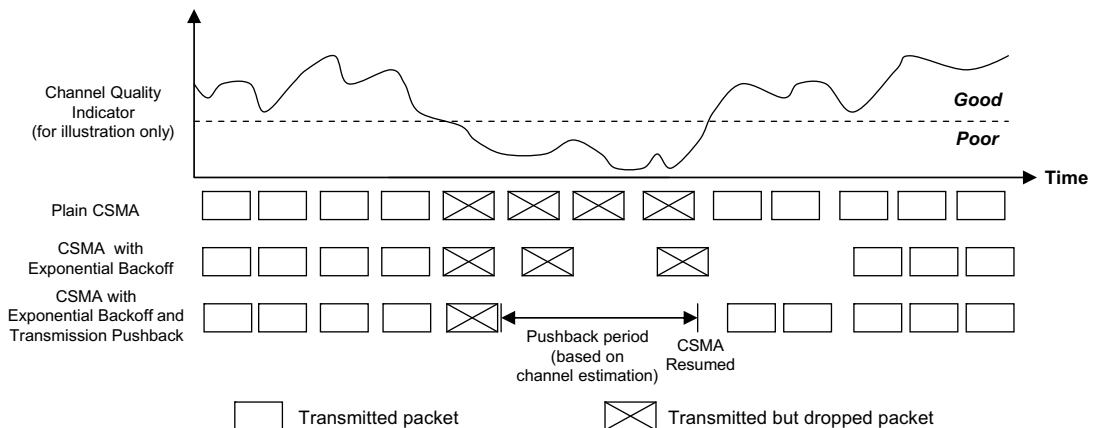 Channel Quality
Indicator
(for illustration only)
Good
Poor
Time
Plain CSMA
CSMA with
Exponential Backoff
CSMA with
Exponential Backoff and
Transmission Pushback
Pushback period
(based on
channel estimation)
CSMA
Resumed
Transmitted packet
Transmitted but dropped packet